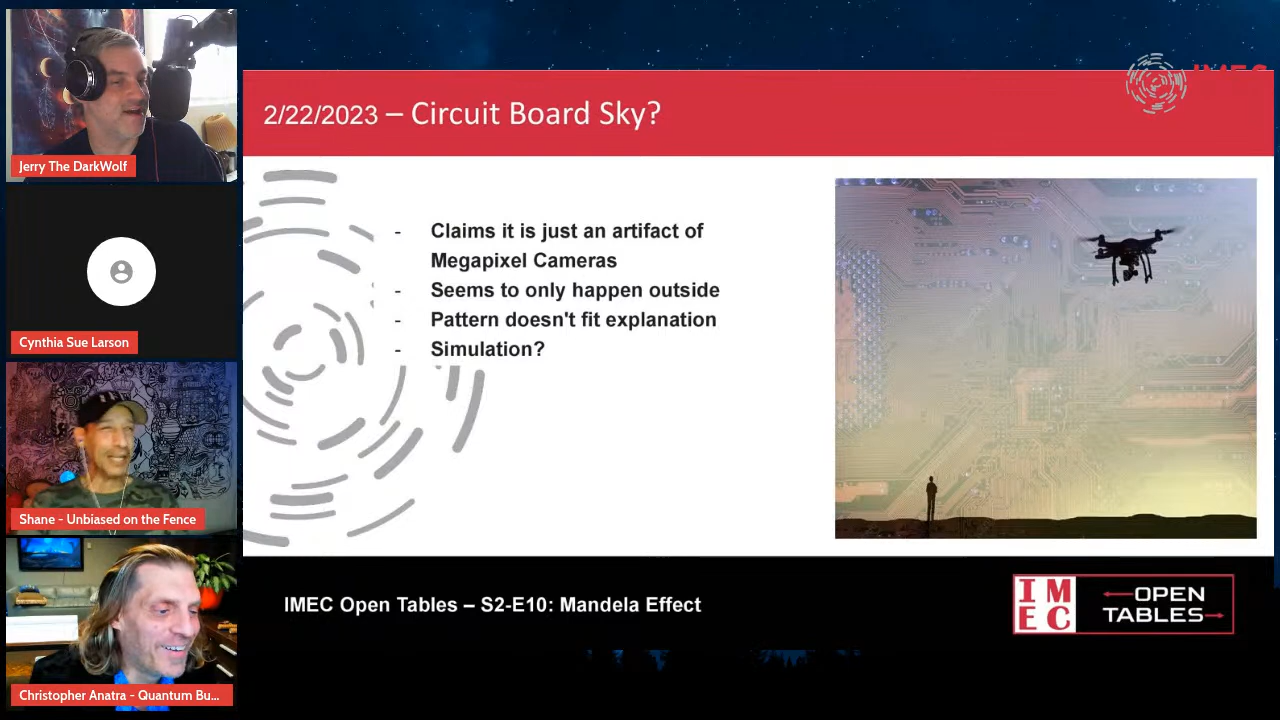 Jerry The DarkWolf
Cynthia Sue Larson
Shane - Unbiased on the Fence
Christopher Anatra - Quantum Bu...
2/22/2023 – Circuit Board Sky?
- Claims it is just an artifact of
Megapixel Cameras
- Seems to only happen outside
- Pattern doesn't fit explanation
- Simulation?
IMEC Open Tables – S2-E10: Mandela Effect
IM
EC
OPEN
TABLES